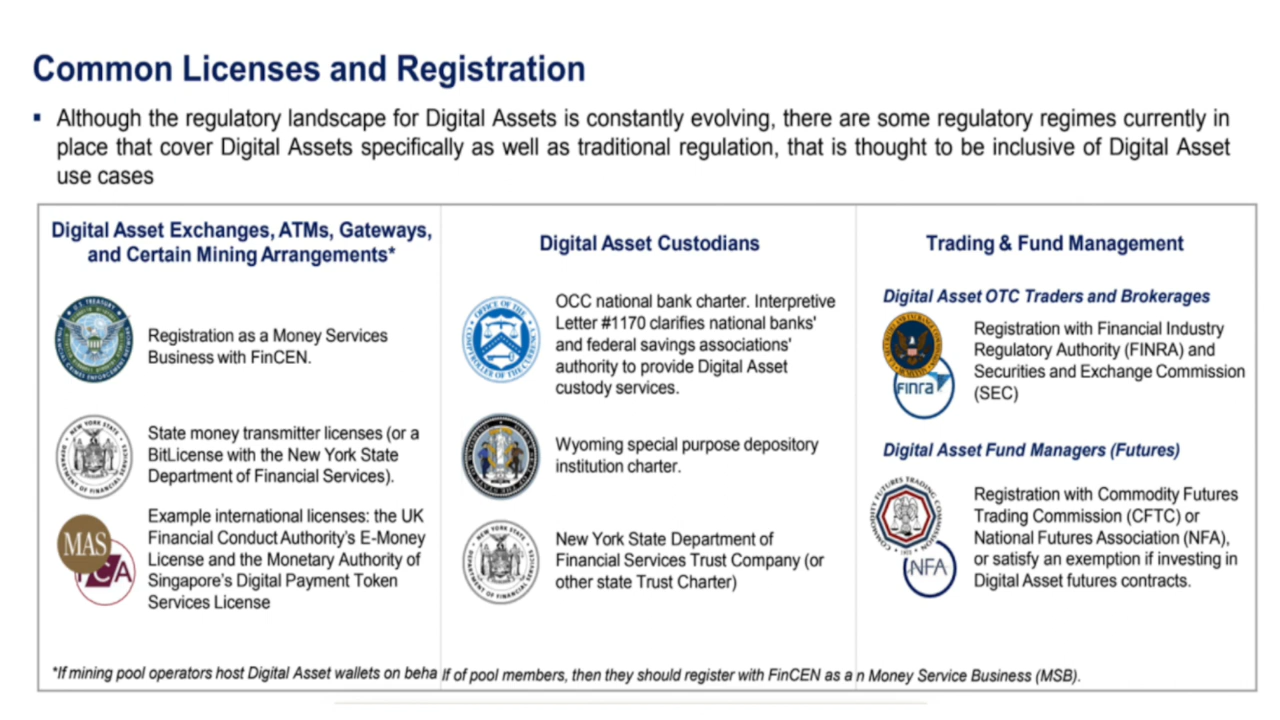 Common Licenses and Registration
▪ Although the regulatory landscape for Digital Assets is constantly evolving, there are some regulatory regimes currently in
place that cover Digital Assets specifically as well as traditional regulation, that is thought to be inclusive of Digital Asset
use cases
Digital Asset Exchanges, ATMs, Gateways,
and Certain Mining Arrangements*
Registration as a Money Services
Business with FinCEN.
State money transmitter licenses (or a
BitLicense with the New York State
Department of Financial Services).
MAS
FCA
Example international licenses: the UK
Financial Conduct Authority's E-Money
License and the Monetary Authority of
Singapore's Digital Payment Token
Services License
Digital Asset Custodians
OCC national bank charter. Interpretive
Letter #1170 clarifies national banks'
and federal savings associations'
authority to provide Digital Asset
custody services.
Wyoming special purpose depository
institution charter.
New York State Department of
Financial Services Trust Company (or
other state Trust Charter)
Trading & Fund Management
Digital Asset OTC Traders and Brokerages
Finra
Registration with Financial Industry
Regulatory Authority (FINRA) and
Securities and Exchange Commission
(SEC)
Digital Asset Fund Managers (Futures)
NFA
Registration with Commodity Futures
Trading Commission (CFTC) or
National Futures Association (NFA),
or satisfy an exemption if investing in
Digital Asset futures contracts.
*If mining pool operators host Digital Asset wallets on beha lf of pool members, then they should register with FinCEN as a n Money Service Business (MSB).